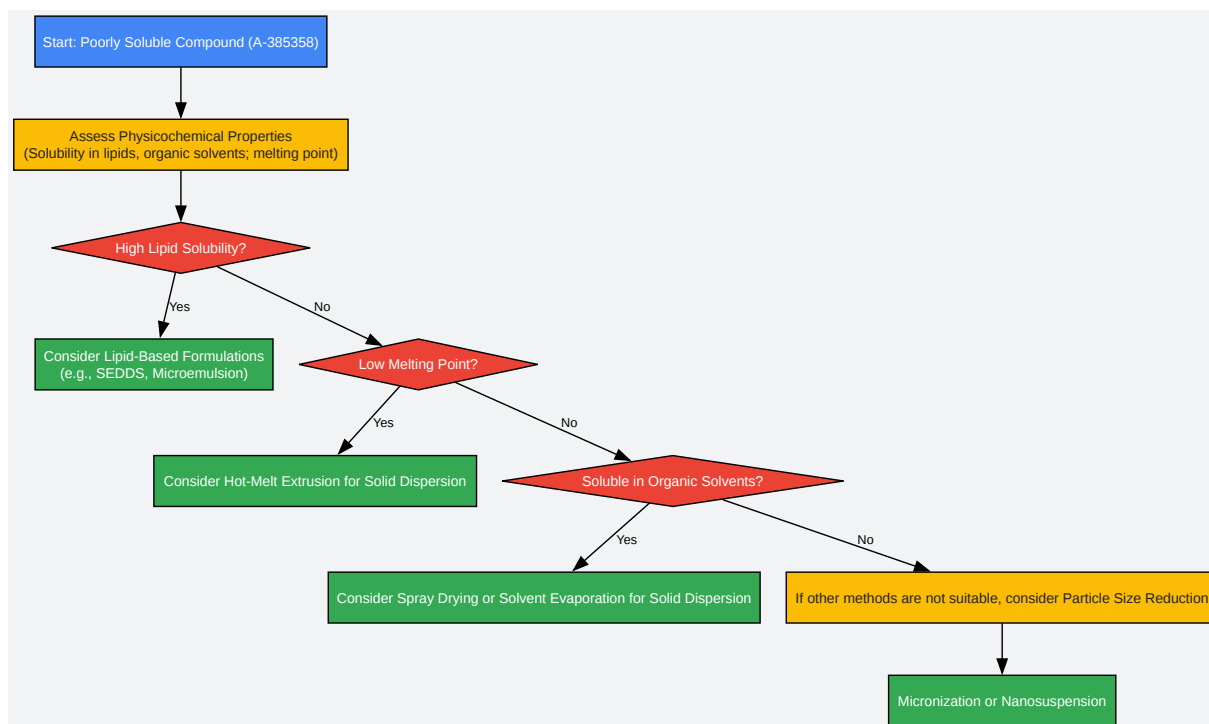 Start: Poorly Soluble Compound (A-385358)
Assess Physicochemical Properties
(Solubility in lipids, organic solvents; melting point)
High Lipid Solubility?
Yes
No
Consider Lipid-Based Formulations
(e.g., SEDDS, Microemulsion)
Low Melting Point?
Yes
No
Consider Hot-Melt Extrusion for Solid Dispersion
Soluble in Organic Solvents?
Yes
No
Consider Spray Drying or Solvent Evaporation for Solid Dispersion
If other methods are not suitable, consider Particle Size Reduction
Micronization or Nanosuspension